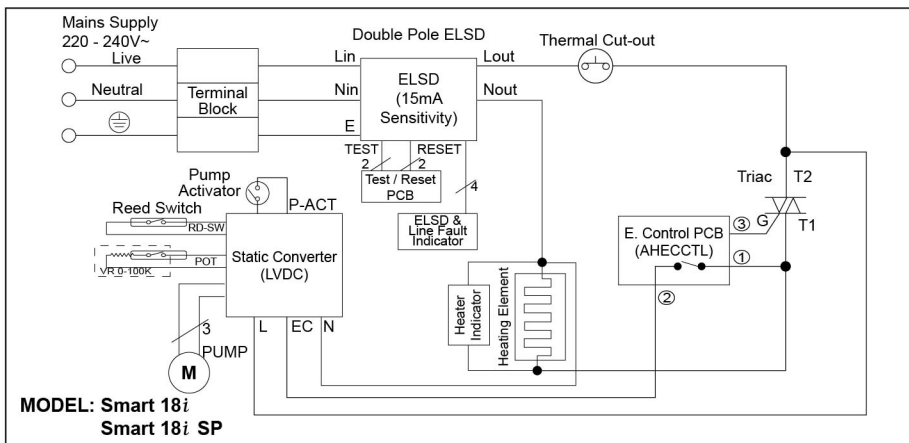 Mains Supply
220 - 240V~
Live
Neutral
Terminal
Block
Double Pole ELSD
Lin
Nin
E
ELSD
(15mA
Sensitivity)
Lout
Nout
Thermal Cut-out
TEST
RESET
2
2
4
Test / Reset
PCB
ELSD &
Line Fault
Indicator
Pump
Activator
P-ACT
Reed Switch
RD-SW
POT
VR 0-100K
Static Converter
(LVDC)
L
EC
N
3
PUMP
M
Heater
Indicator
Heating Element
Triac
T2
G
T1
E. Control PCB
(AHECCTL)
③
①
②
MODEL: Smart 18i
Smart 18i SP